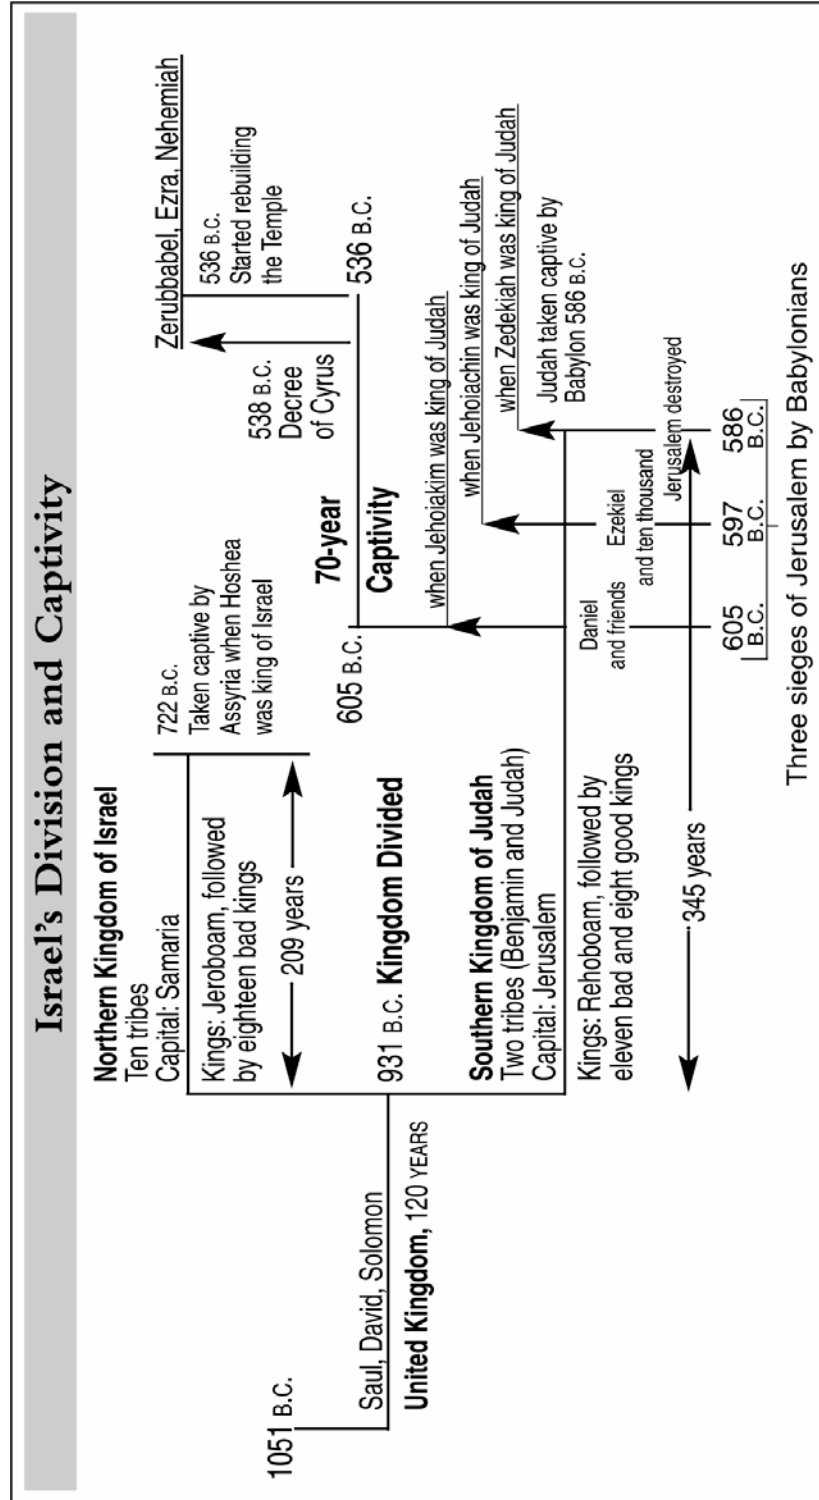 Israel's Division and Captivity
1051 B.C.
Saul, David, Solomon
United Kingdom, 120 YEARS
Northern Kingdom of Israel
Ten tribes
Capital: Samaria
Kings: Jeroboam, followed
by eighteen bad kings
209 years
722 B.C.
Taken captive by
Assyria when Hoshea
was king of Israel
931 B.C. Kingdom Divided
Southern Kingdom of Judah
Two tribes (Benjamin and Judah)
Capital: Jerusalem
Kings: Rehoboam, followed by
eleven bad and eight good kings
345 years
605 B.C.
70-year
Captivity
538 B.C.
Decree
of Cyrus
Zerubbabel, Ezra, Nehemiah
536 B.C.
Started rebuilding
the Temple
536 B.C.
when Jehoiakim was king of Judah
when Jehoiachin was king of Judah
when Zedekiah was king of Judah
Judah taken captive by
Babylon 586 B.C.
Daniel
and friends
Ezekiel
and ten thousand
Jerusalem destroyed
605
B.C.
597
B.C.
586
B.C.
Three sieges of Jerusalem by Babylonians